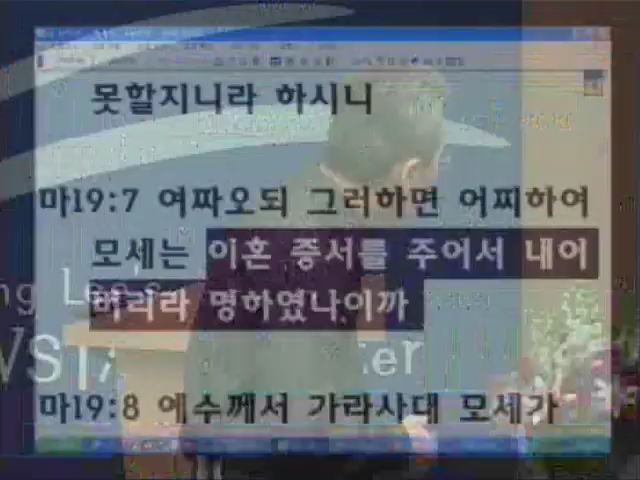 못할지니라 하시니
마19:7 여짜오되 그러하면 어찌하여
모세는 이혼 증서를 주어서 내어
버리라 명하였나이까
마19:8 예수께서 가라사대 모세가